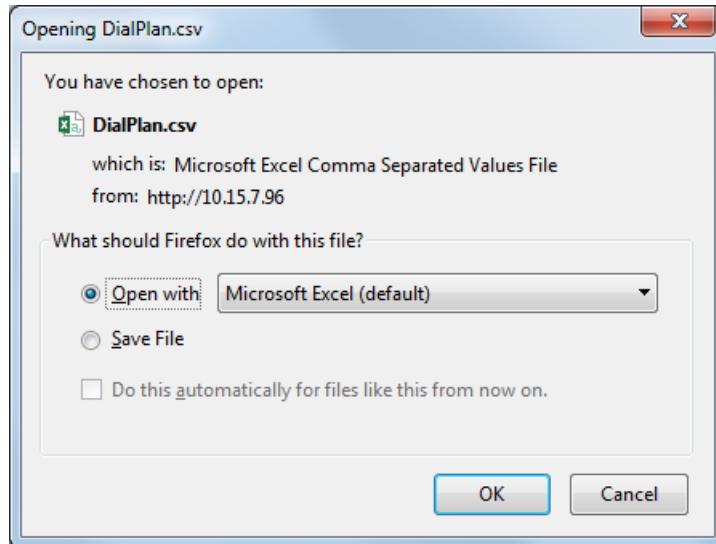 Opening DialPlan.csv
You have chosen to open:
DialPlan.csv
which is: Microsoft Excel Comma Separated Values File
from: http://10.15.7.96
What should Firefox do with this file?
Open with Microsoft Excel (default)
Save File
Do this automatically for files like this from now on.
OK Cancel